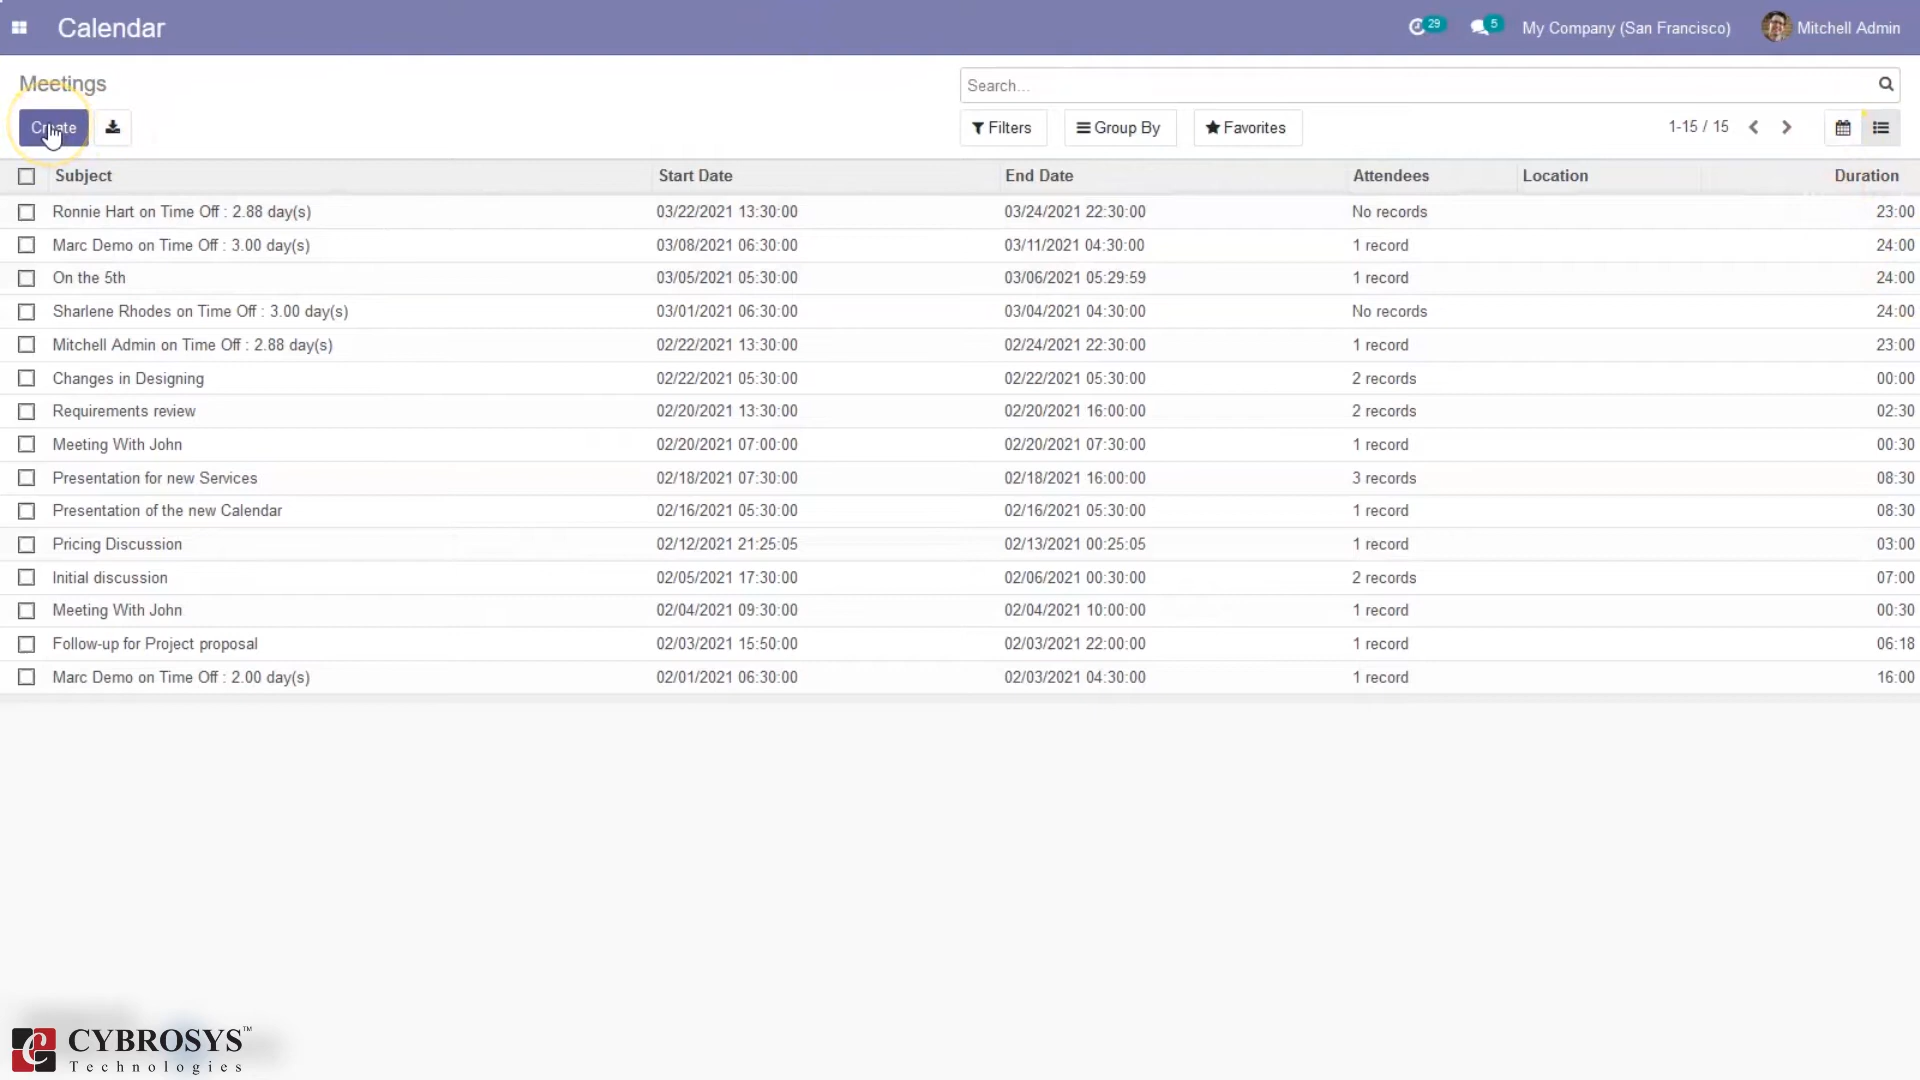 Calendar
29
5
My Company (San Francisco)
Mitchell Admin
Meetings
Search...
Create
Filters
Group By
Favorites
1-15 / 15
Subject Start Date End Date Attendees Location Duration
Ronnie Hart on Time Off : 2.88 day(s) 03/22/2021 13:30:00 03/24/2021 22:30:00 No records 23:00
Marc Demo on Time Off : 3.00 day(s) 03/08/2021 06:30:00 03/11/2021 04:30:00 1 record 24:00
On the 5th 03/05/2021 05:30:00 03/06/2021 05:29:59 1 record 24:00
Sharlene Rhodes on Time Off : 3.00 day(s) 03/01/2021 06:30:00 03/04/2021 04:30:00 No records 24:00
Mitchell Admin on Time Off : 2.88 day(s) 02/22/2021 13:30:00 02/24/2021 22:30:00 1 record 23:00
Changes in Designing 02/22/2021 05:30:00 02/22/2021 05:30:00 2 records 00:00
Requirements review 02/20/2021 13:30:00 02/20/2021 16:00:00 2 records 02:30
Meeting With John 02/20/2021 07:00:00 02/20/2021 07:30:00 1 record 00:30
Presentation for new Services 02/18/2021 07:30:00 02/18/2021 16:00:00 3 records 08:30
Presentation of the new Calendar 02/16/2021 05:30:00 02/16/2021 05:30:00 1 record 08:30
Pricing Discussion 02/12/2021 21:25:05 02/13/2021 00:25:05 1 record 03:00
Initial discussion 02/05/2021 17:30:00 02/06/2021 00:30:00 2 records 07:00
Meeting With John 02/04/2021 09:30:00 02/04/2021 10:00:00 1 record 00:30
Follow-up for Project proposal 02/03/2021 15:50:00 02/03/2021 22:00:00 1 record 06:18
Marc Demo on Time Off : 2.00 day(s) 02/01/2021 06:30:00 02/03/2021 04:30:00 1 record 16:00
CYBROSYS™
Technologies